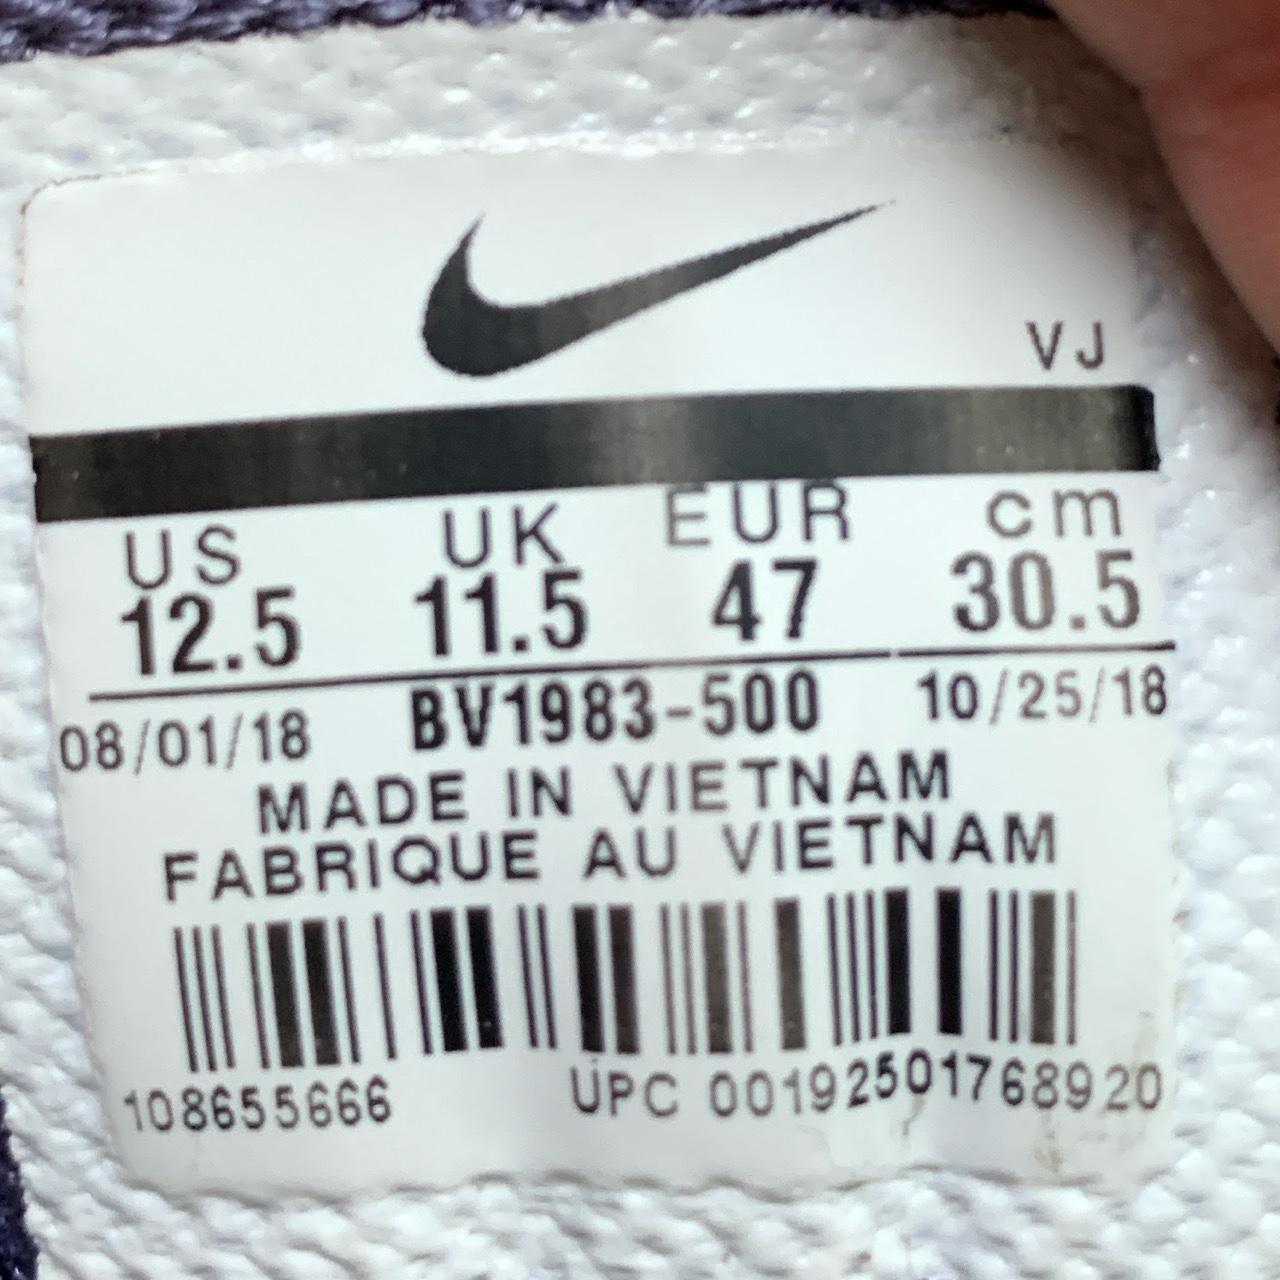 VJ
US UK EUR cm
12.5 11.5 47 30.5
08/01/18 BV1983-500 10/25/18
MADE IN VIETNAM
FABRIQUE AU VIETNAM
108655666 UPC 00192501768920